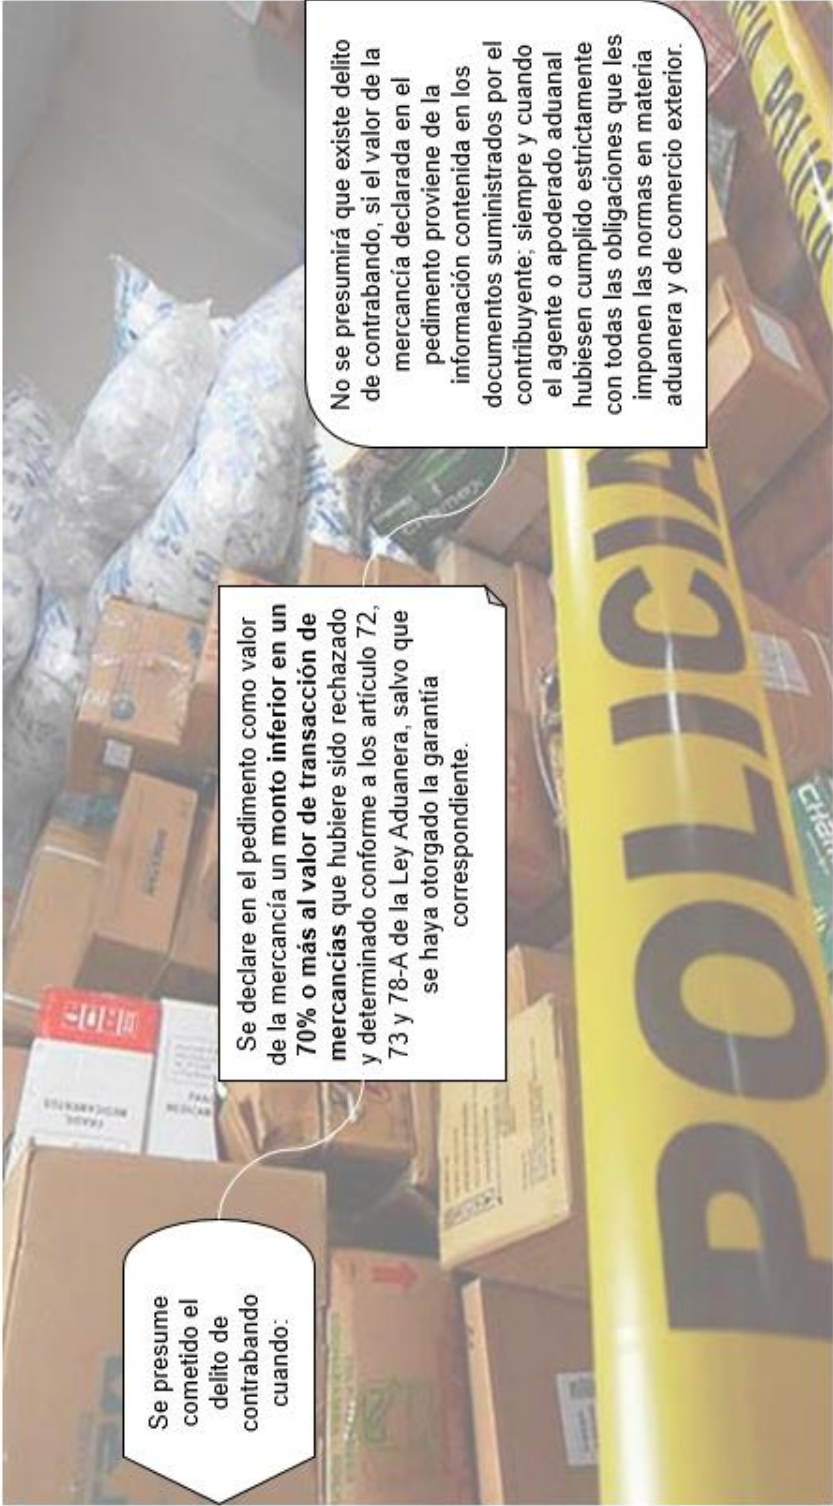 Se presume
cometido el
delito de
contrabando
cuando:
Se declare en el pedimento como valor
de la mercancía un monto inferior en un
70% o más al valor de transacción de
mercancías que hubiere sido rechazado
y determinado conforme a los artículo 72,
73 y 78-A de la Ley Aduanera, salvo que
se haya otorgado la garantía
correspondiente.
No se presumirá que existe delito
de contrabando, si el valor de la
mercancía declarada en el
pedimento proviene de la
información contenida en los
documentos suministrados por el
contribuyente; siempre y cuando
el agente o apoderado aduanal
hubiesen cumplido estrictamente
con todas las obligaciones que les
imponen las normas en materia
aduanera y de comercio exterior.
POLICIA
POLICIA
FRAGIL
MEDICAMENTOS